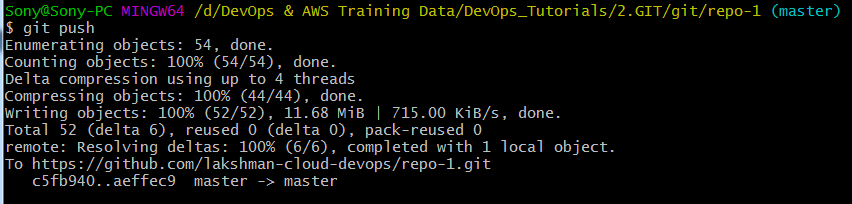 Sony@Sony-PC MINGW64 /d/DevOps & AWS Training Data/DevOps_Tutorials/2.GIT/git/repo-1 (master)
$ git push
Enumerating objects: 54, done.
Counting objects: 100% (54/54), done.
Delta compression using up to 4 threads
Compressing objects: 100% (44/44), done.
Writing objects: 100% (52/52), 11.68 MiB | 715.00 KiB/s, done.
Total 52 (delta 6), reused 0 (delta 0), pack-reused 0
remote: Resolving deltas: 100% (6/6), completed with 1 local object.
To https://github.com/lakshman-cloud-devops/repo-1.git
   c5fb940..aeffec9  master -> master